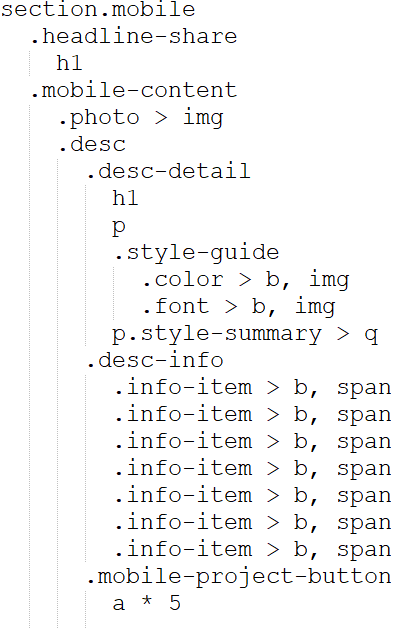 section.mobile
.headline-share
h1
.mobile-content
.photo > img
.desc
.desc-detail
h1
p
.style-guide
.color > b, img
.font > b, img
p.style-summary > q
.desc-info
.info-item > b, span
.info-item > b, span
.info-item > b, span
.info-item > b, span
.info-item > b, span
.info-item > b, span
.info-item > b, span
.mobile-project-button
a * 5